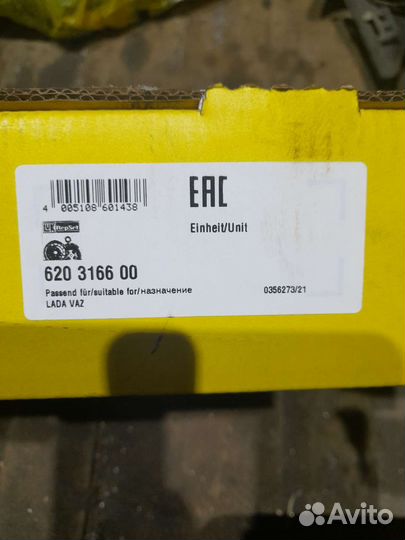 4 005108 601438
EAC
LuK RepSet
Einheit/Unit
620 3166 00
Passend für/suitable for/назначение
LADA VAZ
0356273/21
Avito